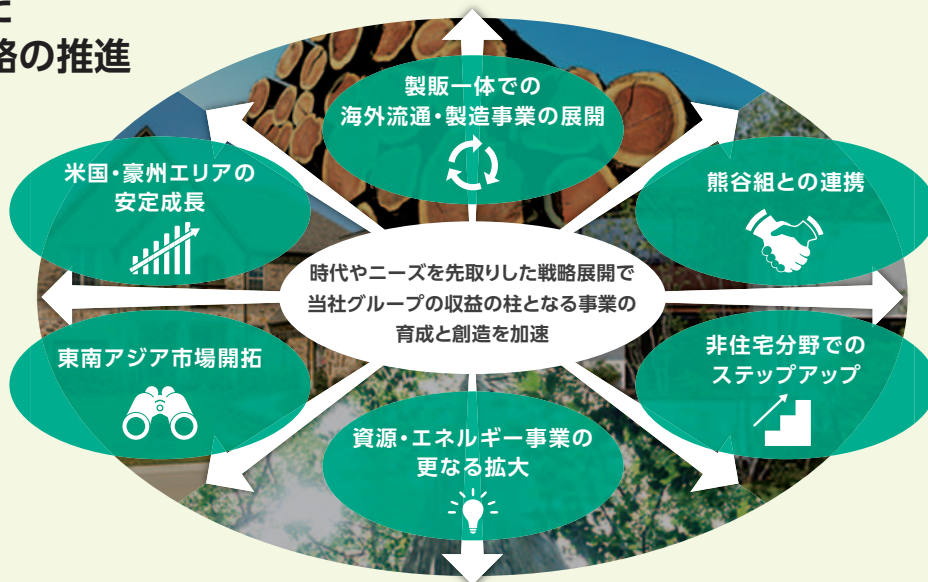 た
略の推進
製販一体での
海外流通・製造事業の展開
米国・豪州エリアの
安定成長
熊谷組との連携
時代やニーズを先取りした戦略展開で
当社グループの収益の柱となる事業の
育成と創造を加速
東南アジア市場開拓
非住宅分野での
ステップアップ
資源・エネルギー事業の
更なる拡大